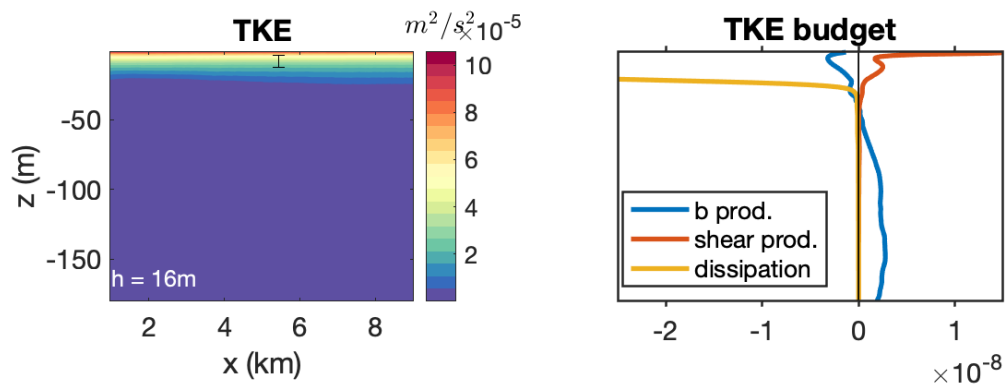 TKE
m²/s²×10⁻⁵
10
8
6
4
2
-50
-100
-150
z (m)
h = 16m
2 4 6 8
x (km)
TKE budget
b prod.
shear prod.
dissipation
-2 -1 0 1
×10⁻⁸